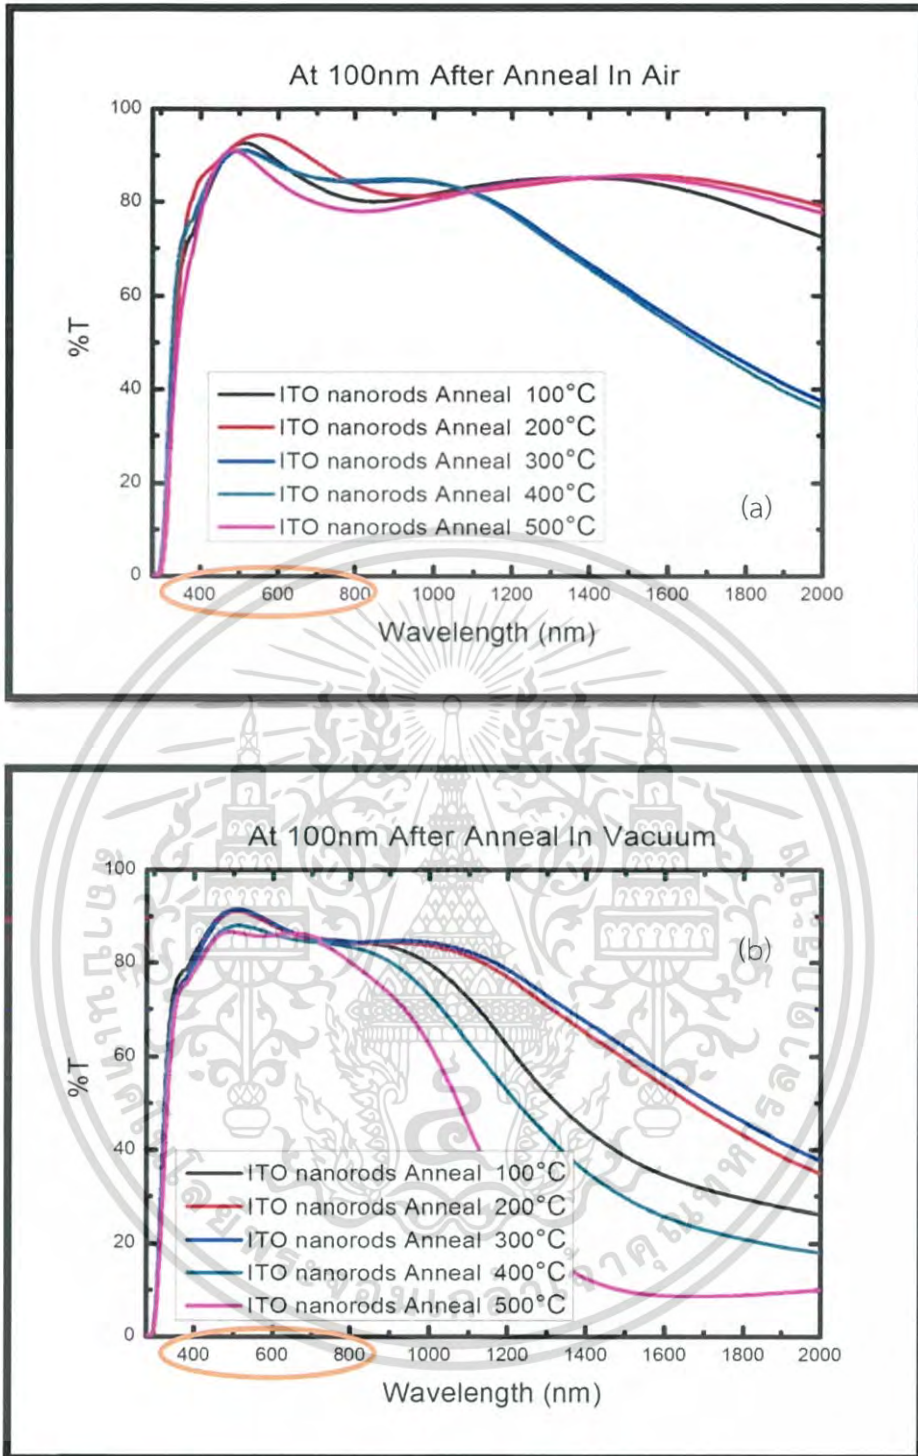 At 100nm After Anneal In Air
100
80
60
40
20
0
%T
ITO nanorods Anneal 100°C
ITO nanorods Anneal 200°C
ITO nanorods Anneal 300°C
ITO nanorods Anneal 400°C
ITO nanorods Anneal 500°C
(a)
400 600 800 1000 1200 1400 1600 1800 2000
Wavelength (nm)
At 100nm After Anneal In Vacuum
100
80
60
40
20
0
%T
(b)
ITO nanorods Anneal 100°C
ITO nanorods Anneal 200°C
ITO nanorods Anneal 300°C
ITO nanorods Anneal 400°C
ITO nanorods Anneal 500°C
400 600 800 1000 1200 1400 1600 1800 2000
Wavelength (nm)